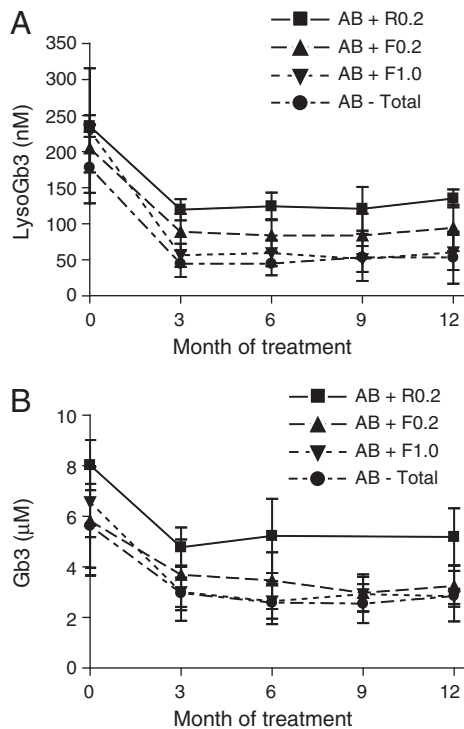 A
AB + R0.2
AB + F0.2
AB + F1.0
AB - Total
LysoGb3 (nM)
350
300
250
200
150
100
50
0
0 3 6 9 12
Month of treatment
B
AB + R0.2
AB + F0.2
AB + F1.0
AB - Total
Gb3 (μM)
10
8
6
4
2
0
0 3 6 9 12
Month of treatment